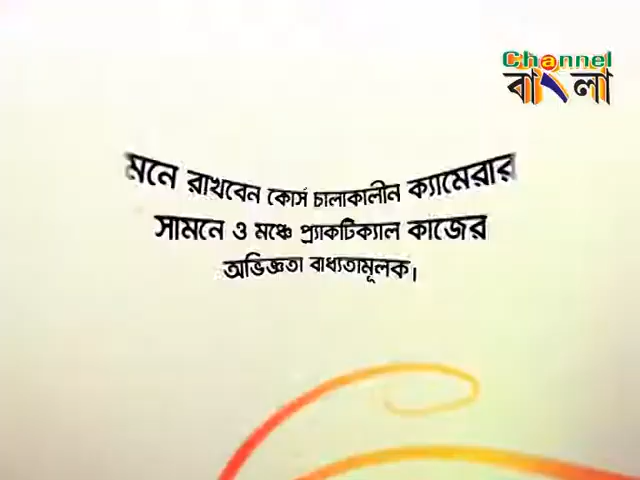 Channel
বাংলা
মনে রাখবেন কোর্স চালাকালীন ক্যামেরার
সামনে ও মঞ্চে প্র্যাকটিক্যাল কাজের
অভিজ্ঞতা বাধ্যতামূলক।